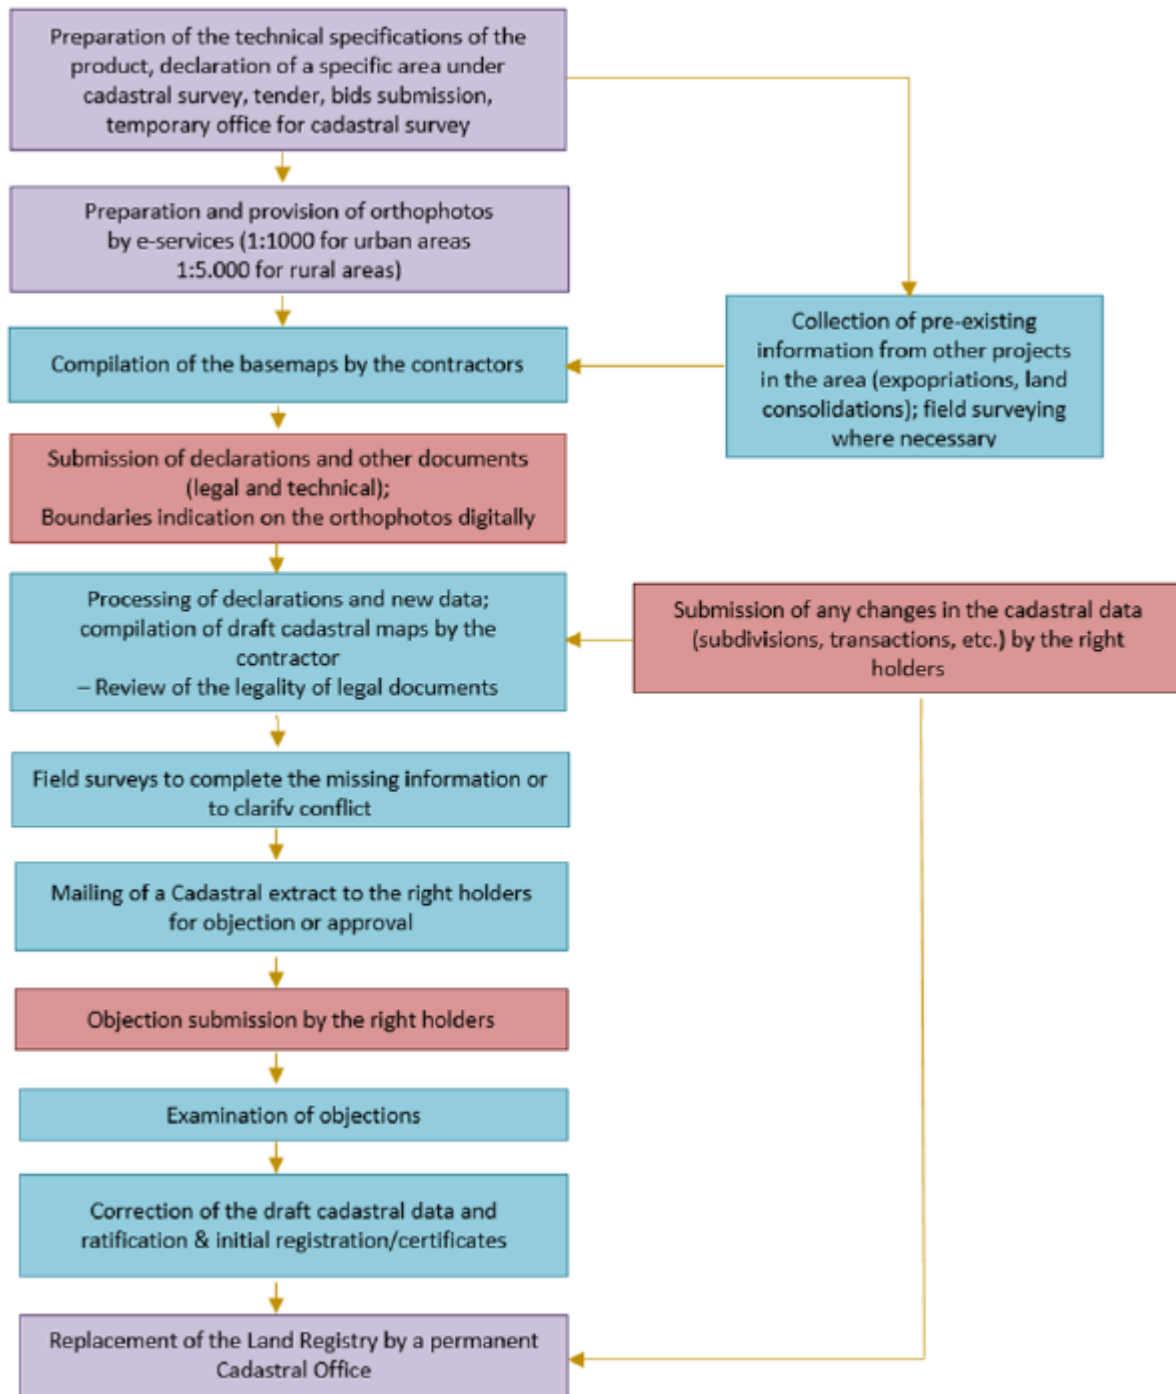 Preparation of the technical specifications of the
product, declaration of a specific area under
cadastral survey, tender, bids submission,
temporary office for cadastral survey
Preparation and provision of orthophotos
by e-services (1:1000 for urban areas
1:5.000 for rural areas)
Collection of pre-existing
information from other projects
in the area (expopriations, land
consolidations); field surveying
where necessary
Compilation of the basemaps by the contractors
Submission of declarations and other documents
(legal and technical);
Boundaries indication on the orthophotos digitally
Processing of declarations and new data;
compilation of draft cadastral maps by the
contractor
– Review of the legality of legal documents
Submission of any changes in the cadastral data
(subdivisions, transactions, etc.) by the right
holders
Field surveys to complete the missing information or
to clarify conflict
Mailing of a Cadastral extract to the right holders
for objection or approval
Objection submission by the right holders
Examination of objections
Correction of the draft cadastral data and
ratification & initial registration/certificates
Replacement of the Land Registry by a permanent
Cadastral Office